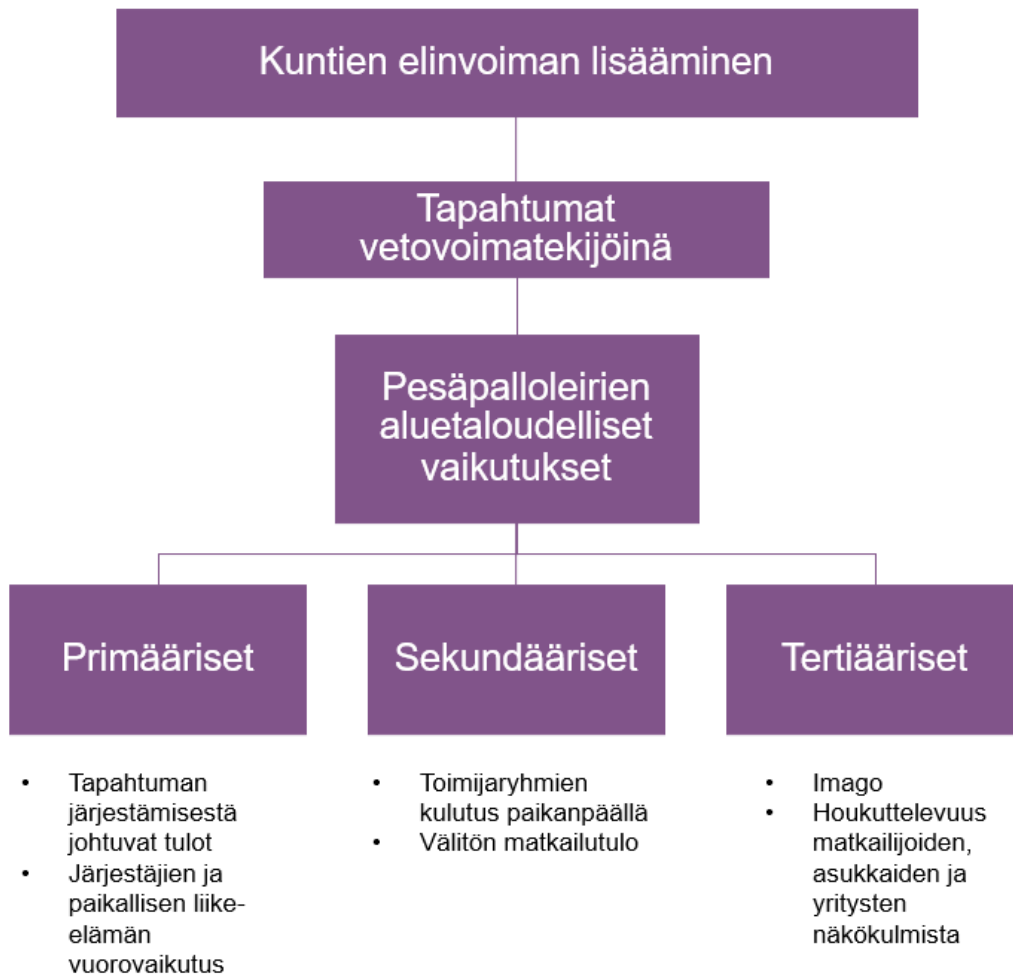 Kuntien elinvoiman lisääminen
Tapahtumat
vetovoimatekijöinä
Pesäpalloleirien
aluetaloudelliset
vaikutukset
Primääriset
Sekundääriset
Tertiääriset
• Tapahtuman
järjestämisestä
johtuvat tulot
• Järjestäjien ja
paikallisen liike-
elämän
vuorovaikutus
• Toimijaryhmien
kulutus paikanpäällä
• Välitön matkailutulo
• Imago
• Houkuttelevuus
matkailijoiden,
asukkaiden ja
yritysten
näkökulmista